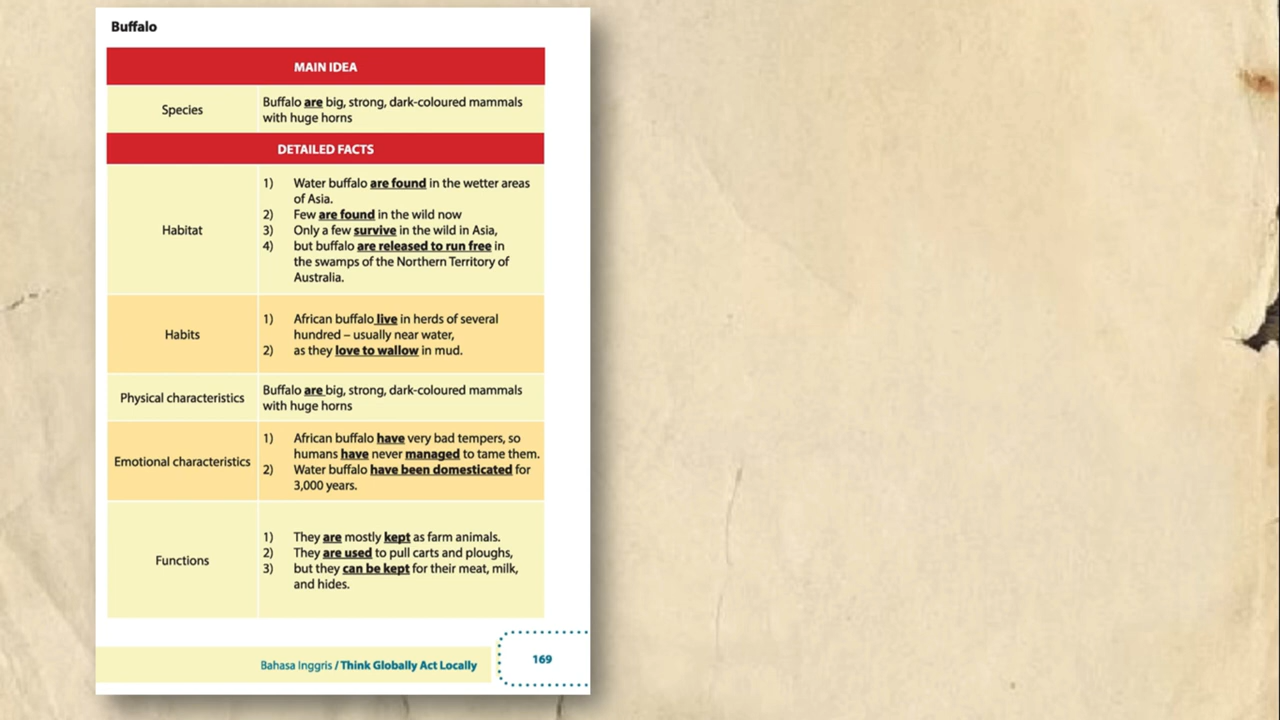 Buffalo
MAIN IDEA
Species
Buffalo are big, strong, dark-coloured mammals
with huge horns
DETAILED FACTS
Habitat
1) Water buffalo are found in the wetter areas
of Asia.
2) Few are found in the wild now
3) Only a few survive in the wild in Asia,
4) but buffalo are released to run free in
the swamps of the Northern Territory of
Australia.
Habits
1) African buffalo live in herds of several
hundred – usually near water,
2) as they love to wallow in mud.
Physical characteristics
Buffalo are big, strong, dark-coloured mammals
with huge horns
Emotional characteristics
1) African buffalo have very bad tempers, so
humans have never managed to tame them.
2) Water buffalo have been domesticated for
3,000 years.
Functions
1) They are mostly kept as farm animals.
2) They are used to pull carts and ploughs,
3) but they can be kept for their meat, milk,
and hides.
Bahasa Inggris / Think Globally Act Locally
169